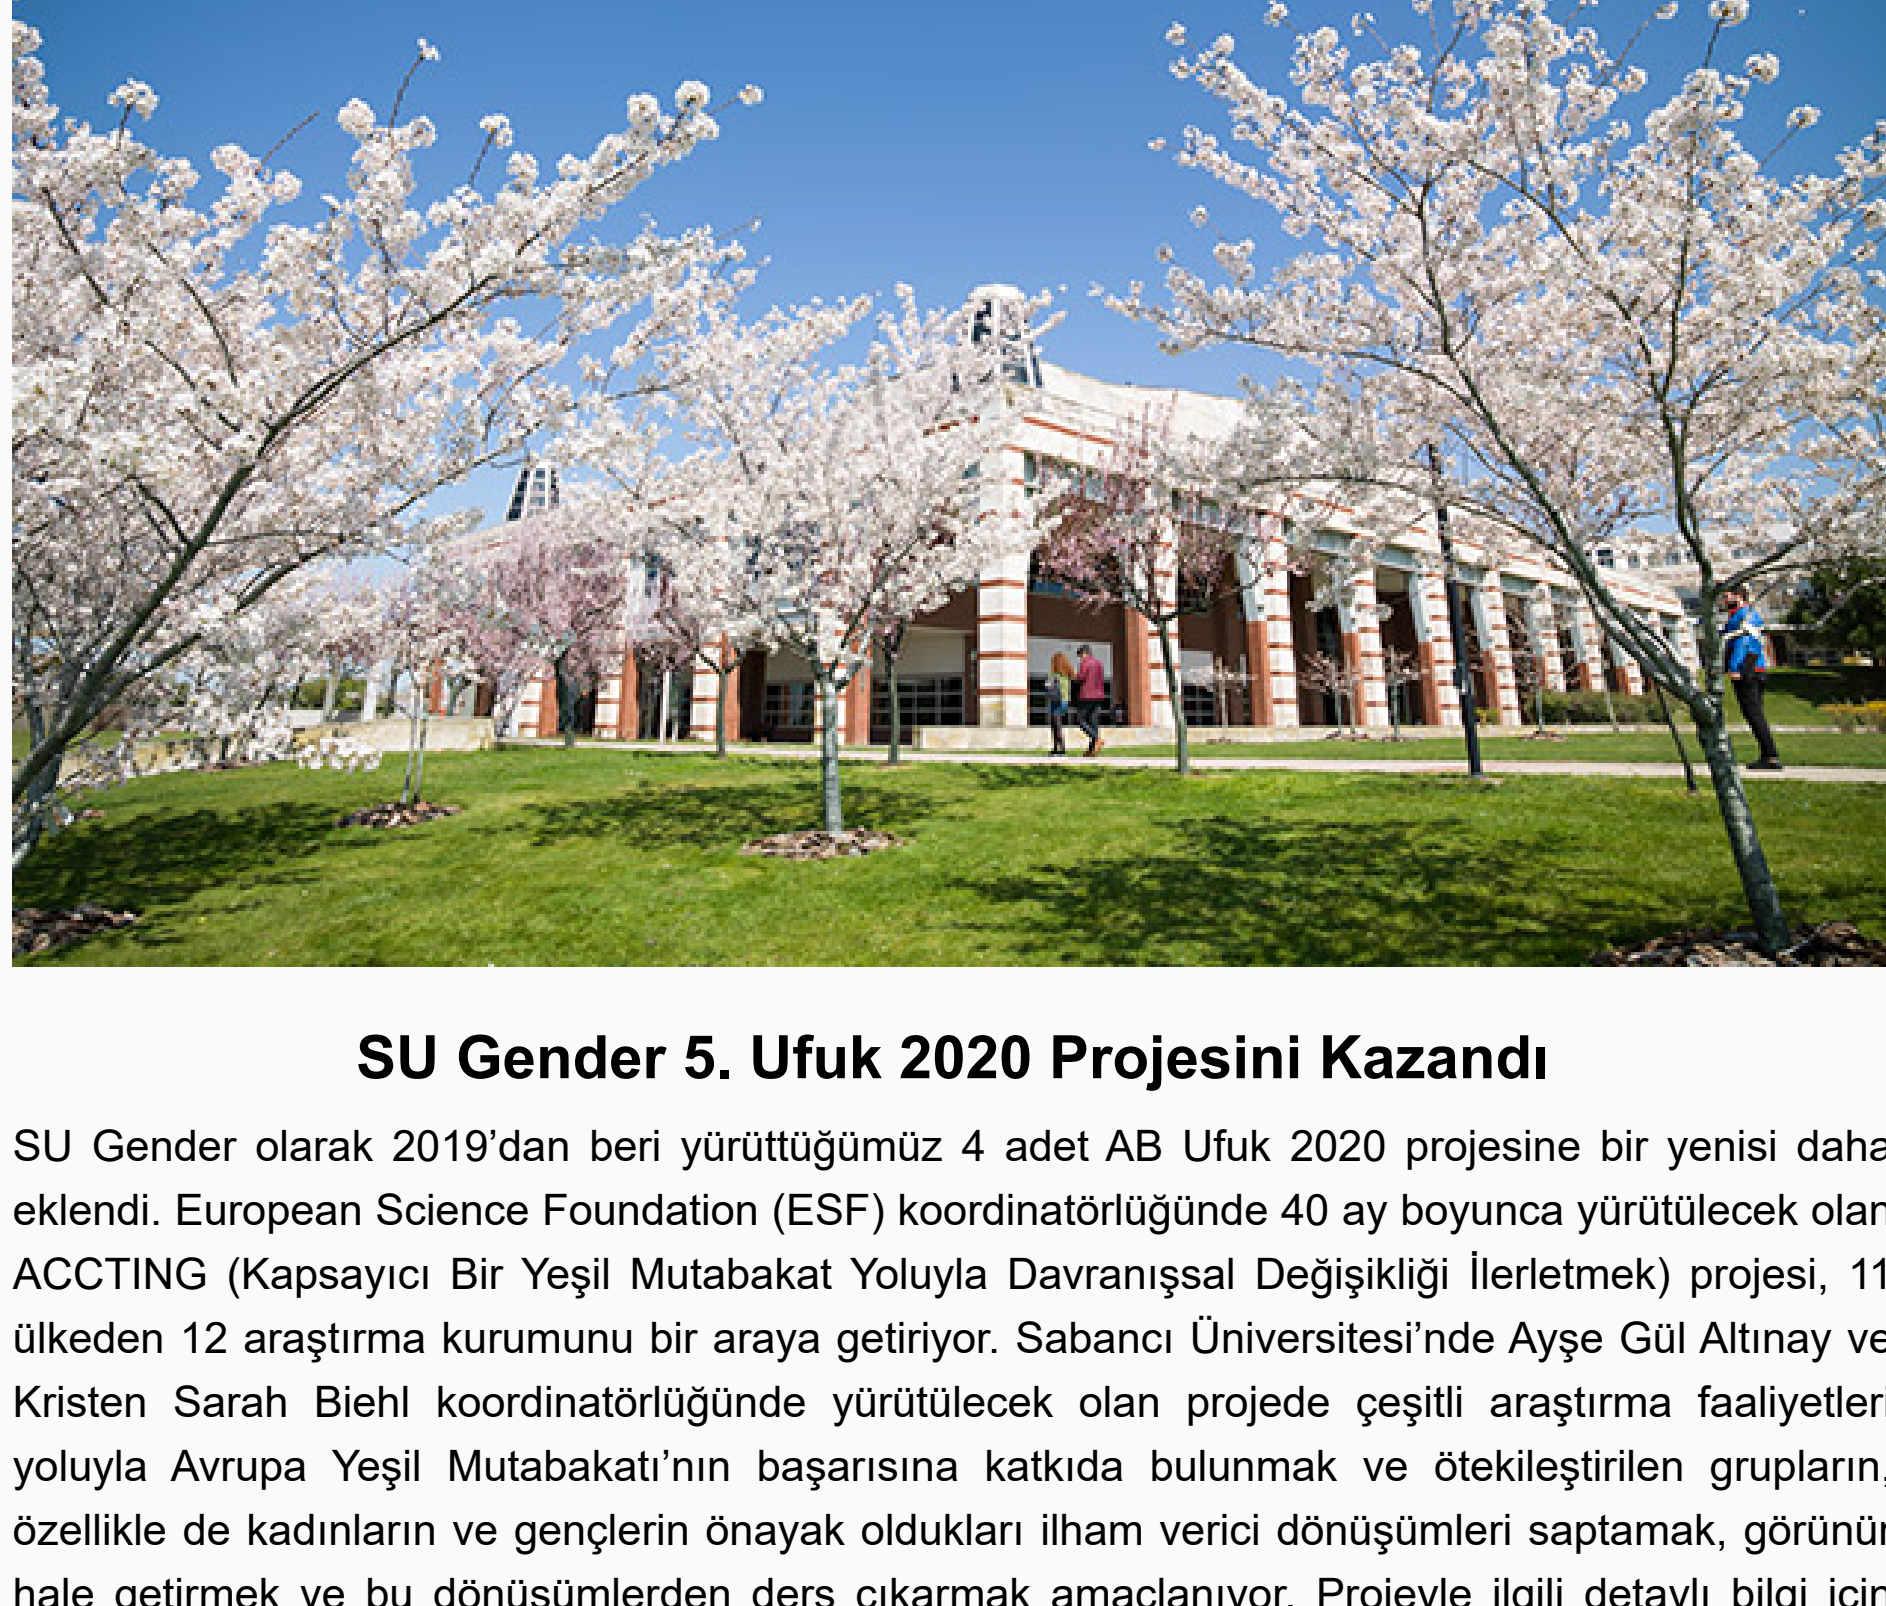 SU Gender 5. Ufuk 2020 Projesini Kazandı
SU Gender olarak 2019’dan beri yürüttüğümüz 4 adet AB Ufuk 2020 projesine bir yenisi daha
eklendi. European Science Foundation (ESF) koordinatörlüğünde 40 ay boyunca yürütülecek olan
ACCTING (Kapsayıcı Bir Yeşil Mutabakat Yoluyla Davranışsal Değişikliği İlerletmek) projesi, 11
ülkeden 12 araştırma kurumunu bir araya getiriyor. Sabancı Üniversitesi’nde Ayşe Gül Altınay ve
Kristen Sarah Biehl koordinatörlüğünde yürütülecek olan projede çeşitli araştırma faaliyetleri
yoluyla Avrupa Yeşil Mutabakatı’nın başarısına katkıda bulunmak ve ötekileştirilen grupların,
özellikle de kadınların ve gençlerin önayak oldukları ilham verici dönüşümleri saptamak, görünür
hale getirmek ve bu dönüşümlerden ders çıkarmak amaçlanıyor. Projeyle ilgili detaylı bilgi için